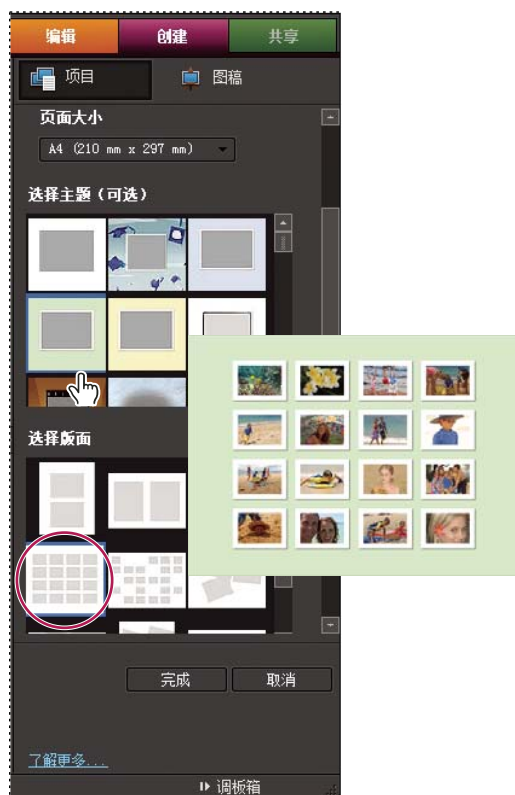 编辑 创建 共享
项目 图稿
页面大小
A4 (210 mm x 297 mm)
选择主题（可选）
选择版面
完成 取消
了解更多...
调板箱